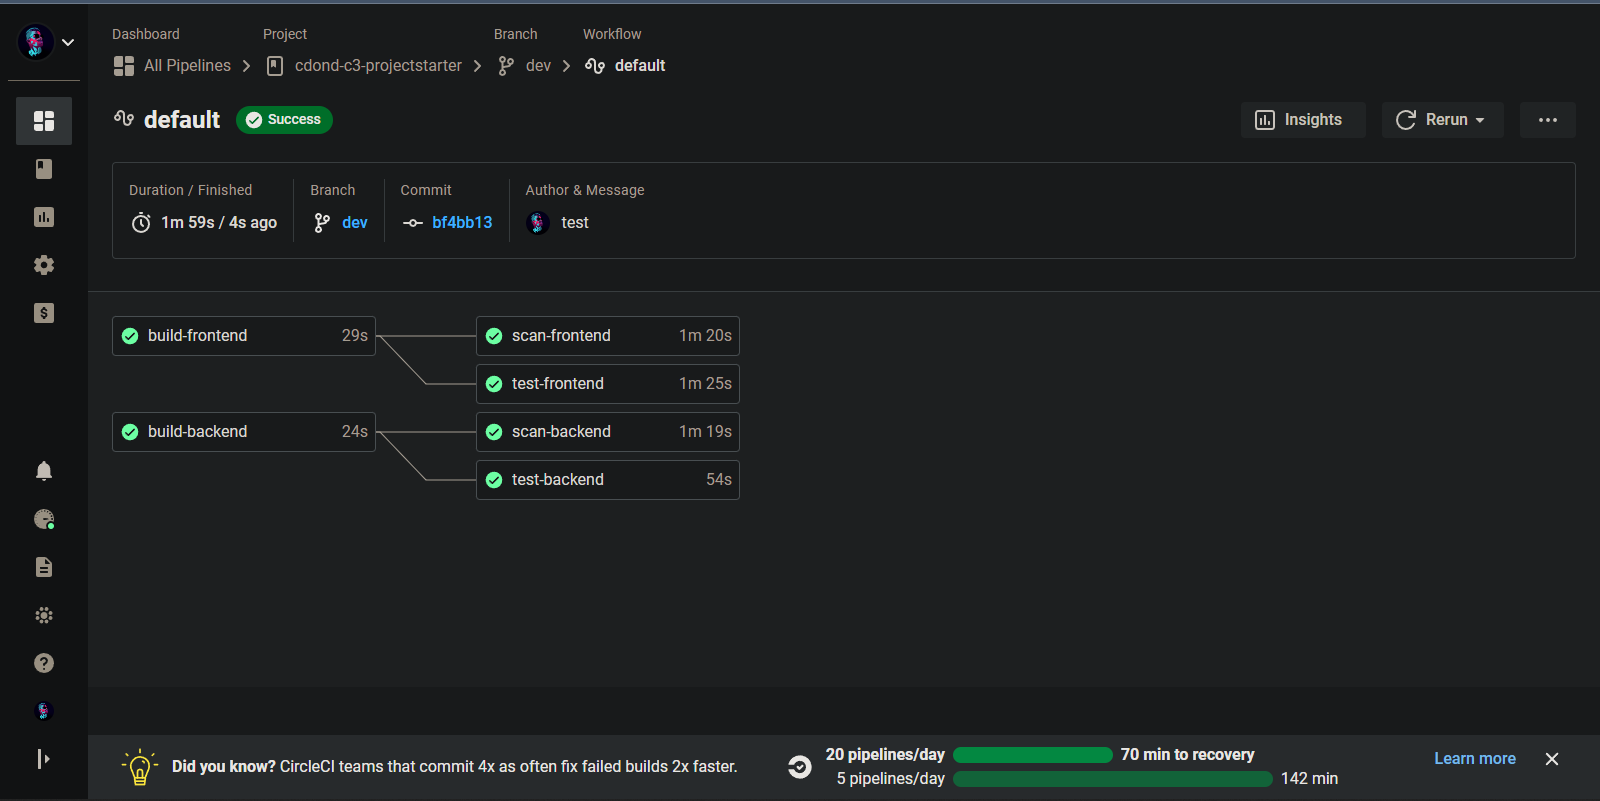 Dashboard Project Branch Workflow
All Pipelines cdond-c3-projectstarter dev default
default Success Insights Rerun
Duration / Finished Branch Commit Author & Message
1m 59s / 4s ago dev bf4bb13 test
build-frontend 29s scan-frontend 1m 20s
test-frontend 1m 25s
build-backend 24s scan-backend 1m 19s
test-backend 54s
Did you know? CircleCI teams that commit 4x as often fix failed builds 2x faster.
20 pipelines/day 70 min to recovery
5 pipelines/day 142 min
Learn more